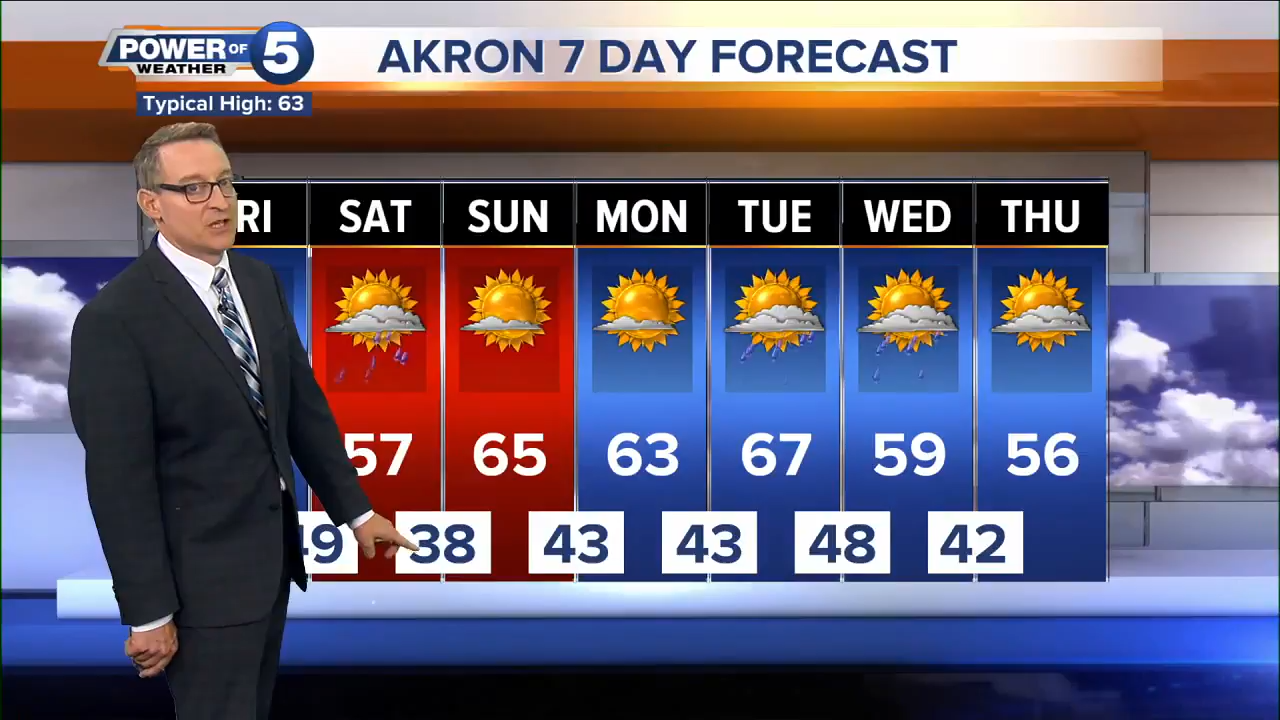 POWER OF 5
WEATHER
AKRON 7 DAY FORECAST
Typical High: 63
RI SAT SUN MON TUE WED THU
57 65 63 67 59 56
49 38 43 43 48 42